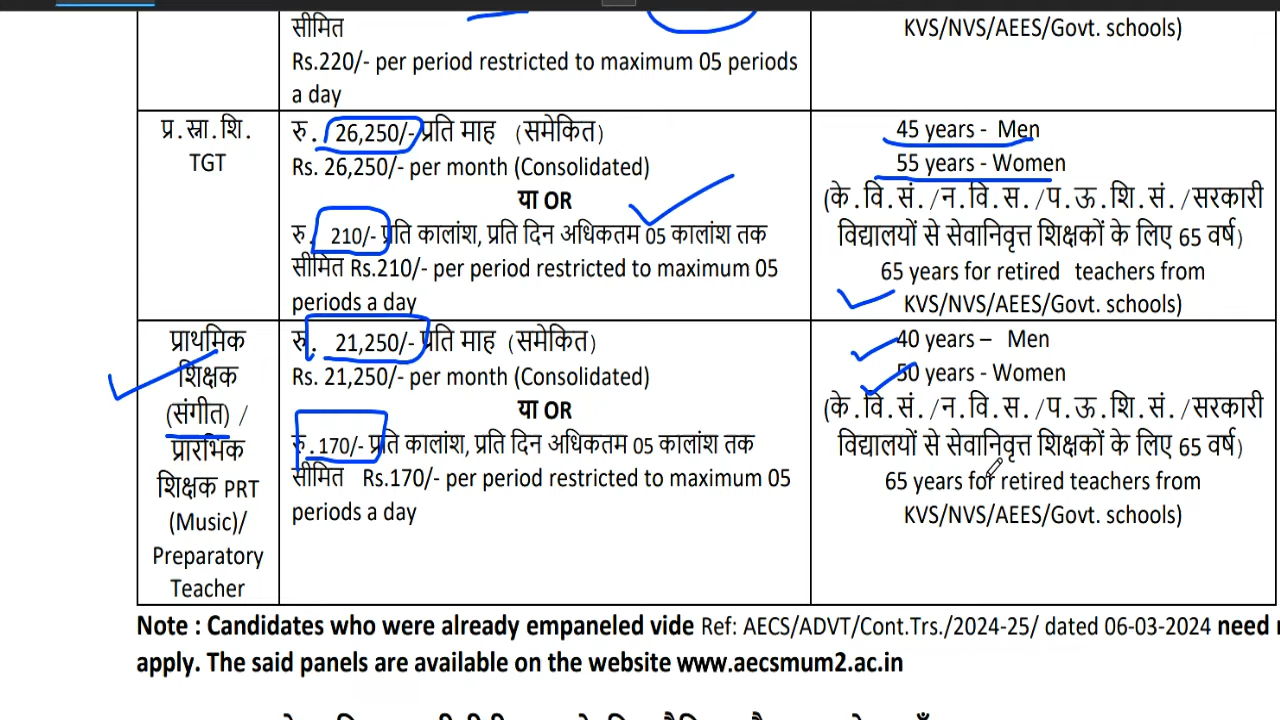 सीमित
Rs.220/- per period restricted to maximum 05 periods
a day
KVS/NVS/AEES/Govt. schools)
प्र.स्ना.शि.
TGT
रु. 26,250/- प्रति माह (समेकित)
Rs. 26,250/- per month (Consolidated)
या OR
रु. 210/- प्रति कालांश, प्रति दिन अधिकतम 05 कालांश तक
सीमित Rs.210/- per period restricted to maximum 05
periods a day
45 years - Men
55 years - Women
(के.वि.सं./न.वि.स./प.ऊ.शि.सं./सरकारी
विद्यालयों से सेवानिवृत्त शिक्षकों के लिए 65 वर्ष)
65 years for retired teachers from
KVS/NVS/AEES/Govt. schools)
प्राथमिक
शिक्षक
(संगीत) /
प्रारंभिक
शिक्षक PRT
(Music)/
Preparatory
Teacher
रु. 21,250/- प्रति माह (समेकित)
Rs. 21,250/- per month (Consolidated)
या OR
रु.170/- प्रति कालांश, प्रति दिन अधिकतम 05 कालांश तक
सीमित Rs.170/- per period restricted to maximum 05
periods a day
40 years – Men
50 years - Women
(के.वि.सं./न.वि.स./प.ऊ.शि.सं./सरकारी
विद्यालयों से सेवानिवृत्त शिक्षकों के लिए 65 वर्ष)
65 years for retired teachers from
KVS/NVS/AEES/Govt. schools)
Note : Candidates who were already empaneled vide Ref: AECS/ADVT/Cont.Trs./2024-25/ dated 06-03-2024 need
apply. The said panels are available on the website www.aecsmum2.ac.in